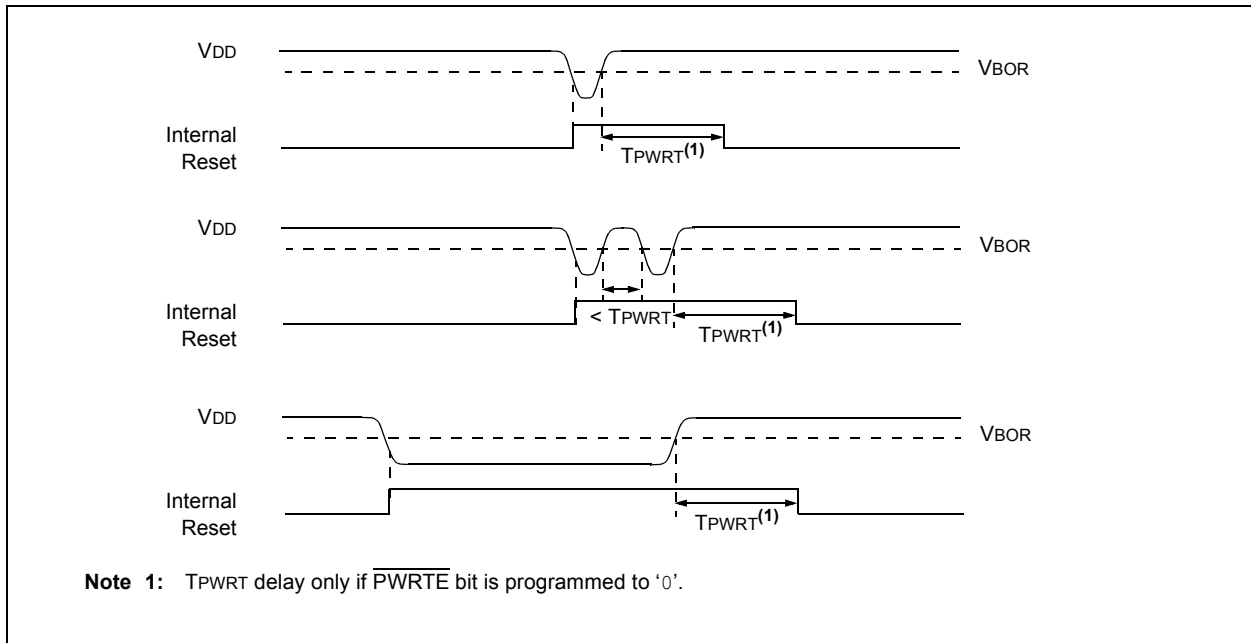 VDD
VBOR
Internal
Reset
TPWRT(1)
VDD
VBOR
Internal
Reset
< TPWRT
TPWRT(1)
VDD
VBOR
Internal
Reset
TPWRT(1)
Note 1: TPWRT delay only if PWRTE bit is programmed to ‘0’.